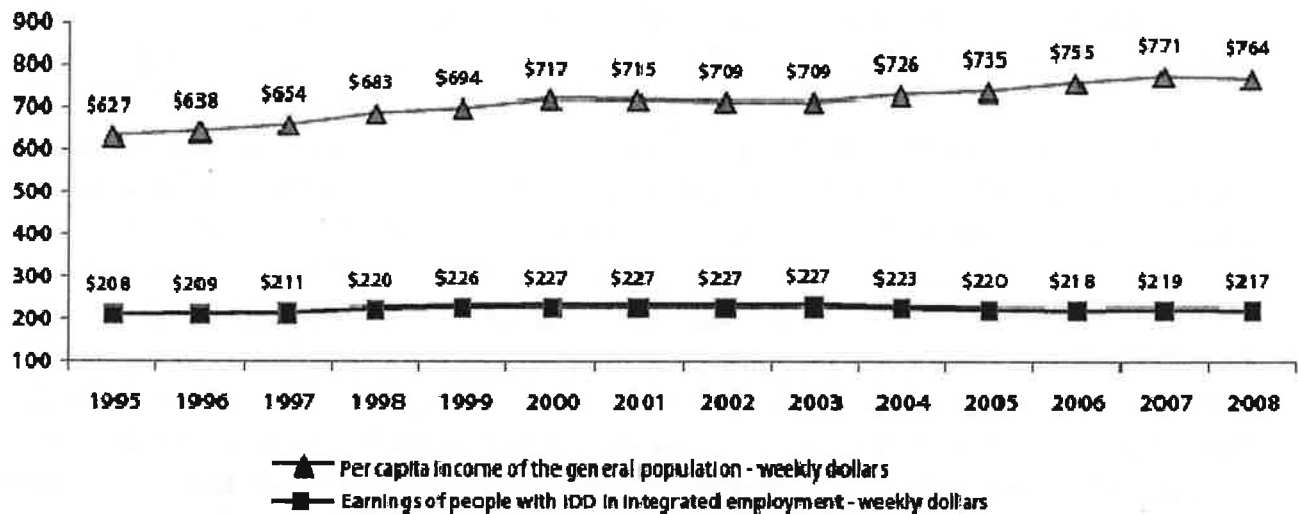 900
800
700
600
500
400
300
200
100
$627 $638 $654 $683 $694 $717 $715 $709 $709 $726 $735 $755 $771 $764
$208 $209 $211 $220 $226 $227 $227 $227 $227 $223 $220 $218 $219 $217
1995 1996 1997 1998 1999 2000 2001 2002 2003 2004 2005 2006 2007 2008
Per capita income of the general population - weekly dollars
Earnings of people with IDD in integrated employment - weekly dollars